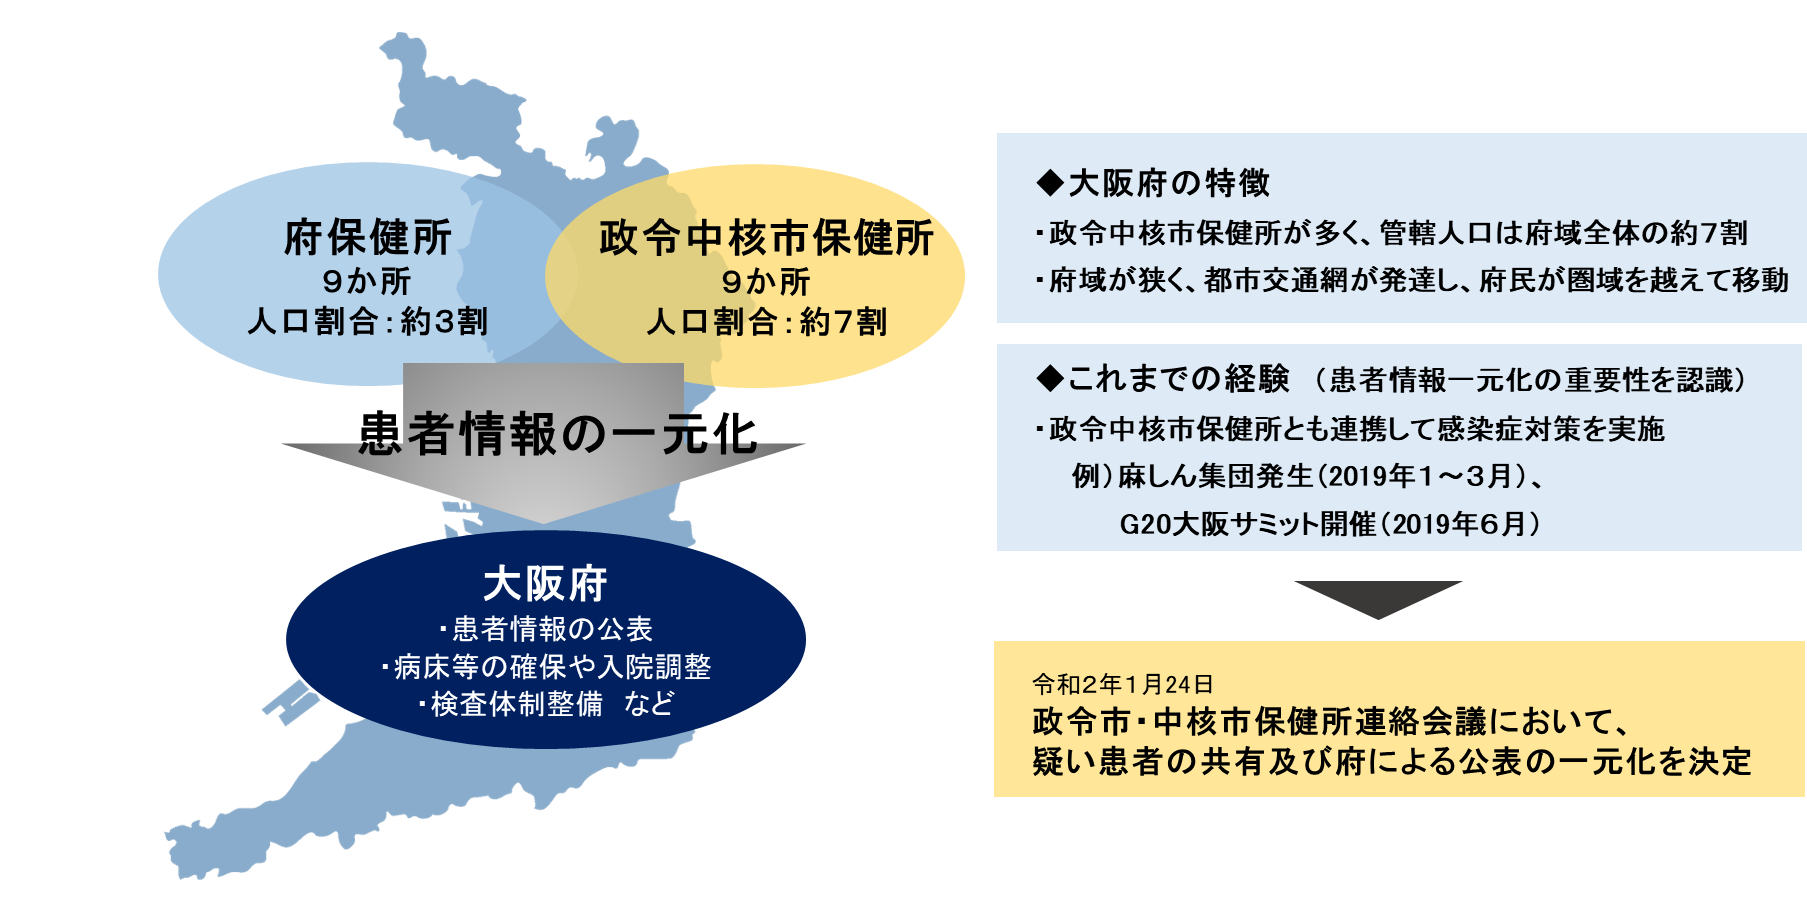 府保健所
９か所
人口割合：約３割
政令中核市保健所
９か所
人口割合：約７割
患者情報の一元化
大阪府
・患者情報の公表
・病床等の確保や入院調整
・検査体制整備　など
◆大阪府の特徴
・政令中核市保健所が多く、管轄人口は府域全体の約７割
・府域が狭く、都市交通網が発達し、府民が圏域を越えて移動
◆これまでの経験　（患者情報一元化の重要性を認識）
・政令中核市保健所とも連携して感染症対策を実施
例）麻しん集団発生（2019年１～３月）、
G20大阪サミット開催（2019年６月）
令和２年１月24日
政令市・中核市保健所連絡会議において、
疑い患者の共有及び府による公表の一元化を決定